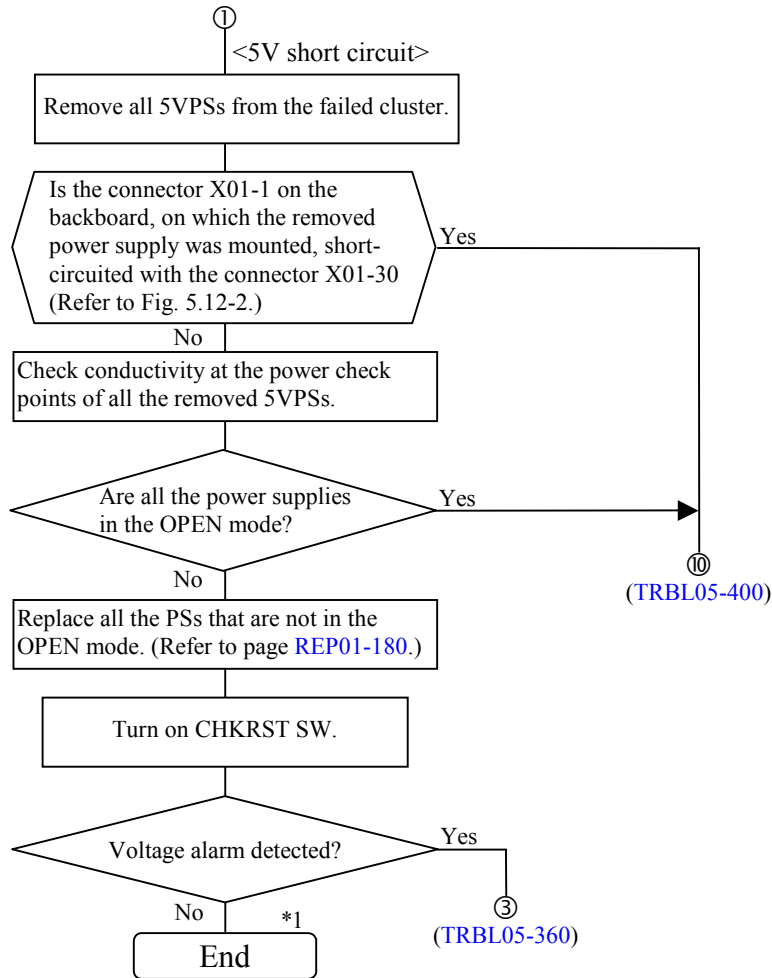 ①
<5V short circuit>
Remove all 5VPSs from the failed cluster.
Is the connector X01-1 on the
backboard, on which the removed
power supply was mounted, short-
circuited with the connector X01-30
(Refer to Fig. 5.12-2.)
Yes
No
Check conductivity at the power check
points of all the removed 5VPSs.
Are all the power supplies
in the OPEN mode?
Yes
⑩
(TRBL05-400)
No
Replace all the PSs that are not in the
OPEN mode. (Refer to page REP01-180.)
Turn on CHKRST SW.
Voltage alarm detected?
Yes
③
(TRBL05-360)
No
*1
End